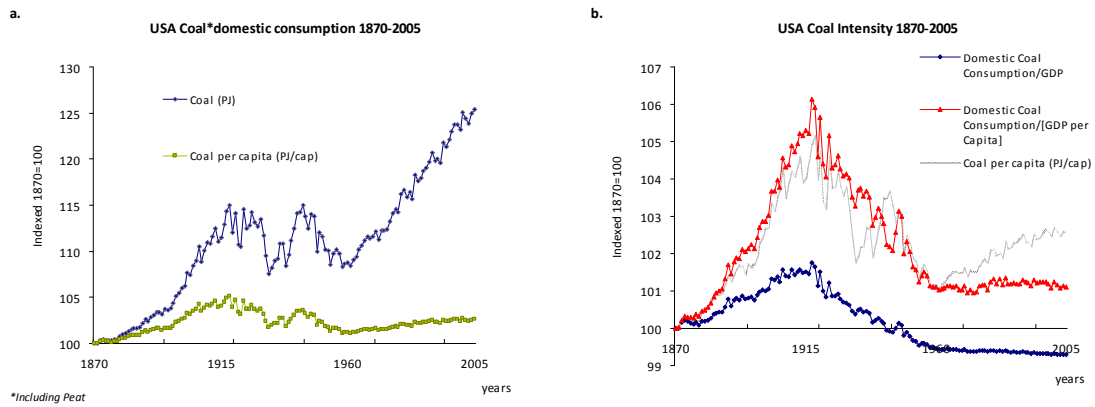 a.
USA Coal*domestic consumption 1870-2005
Indexed 1870=100
130
125
120
115
110
105
100
Coal (PJ)
Coal per capita (PJ/cap)
1870
1915
1960
2005
years
*Including Peat
b.
USA Coal Intensity 1870-2005
Indexed 1870=100
107
106
105
104
103
102
101
100
99
Domestic Coal
Consumption/GDP
Domestic Coal
Consumption/[GDP per
Capita]
Coal per capita (PJ/cap)
1870
1915
1960
2005
years